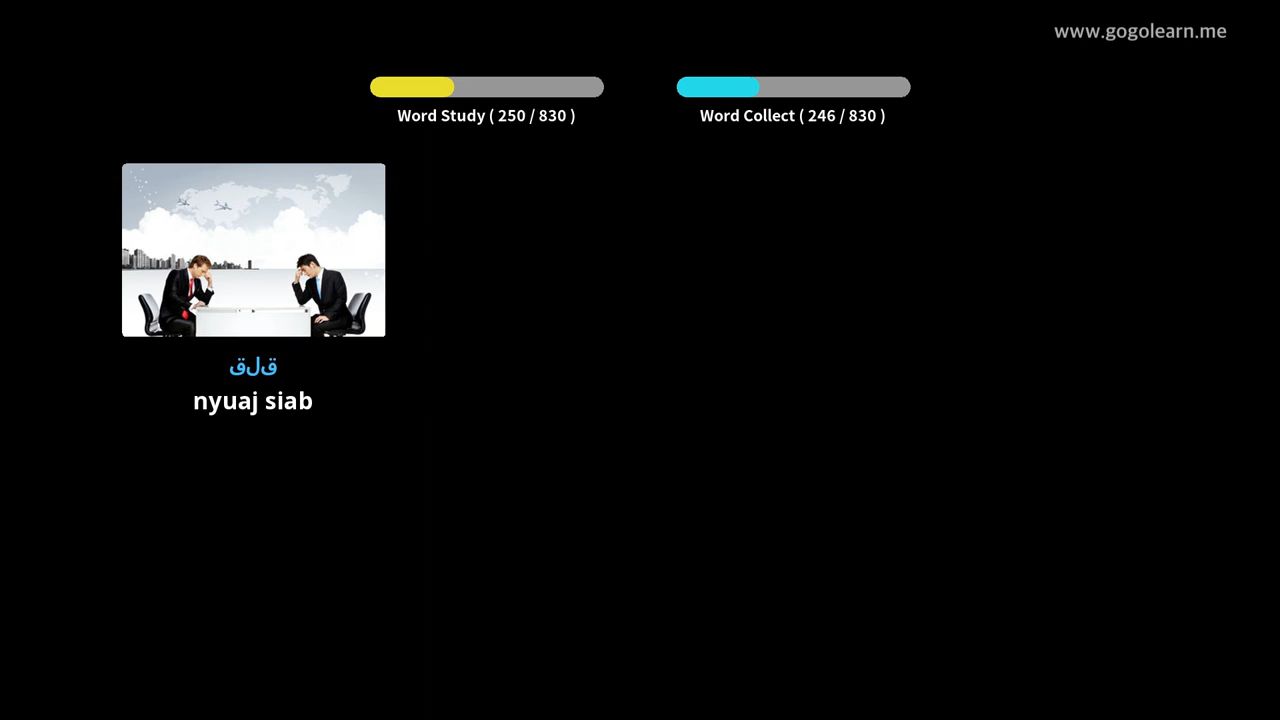 www.gogolearn.me
Word Study ( 250 / 830 )
Word Collect ( 246 / 830 )
قلق
nyuaj siab